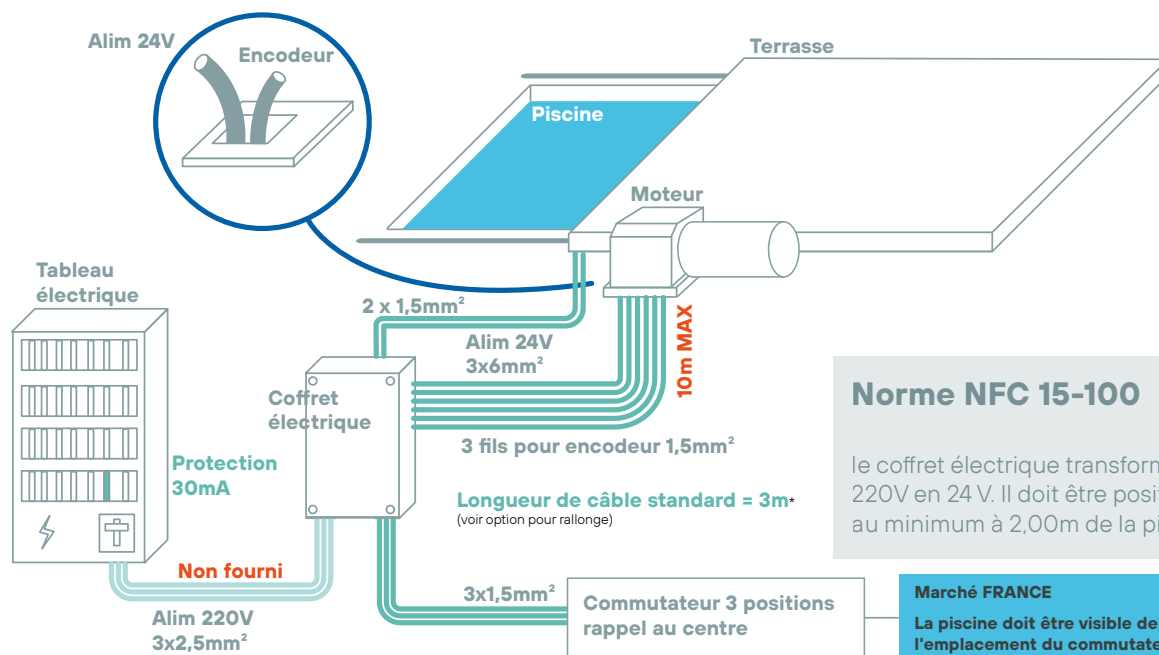 Alim 24V
Encodeur
Terrasse
Piscine
Moteur
Tableau
électrique
2 x 1,5mm²
Alim 24V
3x6mm²
10m MAX
Coffret
électrique
3 fils pour encodeur 1,5mm²
Protection
30mA
Longueur de câble standard = 3m*
(voir option pour rallonge)
Norme NFC 15-100
le coffret électrique transform
220V en 24 V. Il doit être posit
au minimum à 2,00m de la pi
Non fourni
Alim 220V
3x2,5mm²
3x1,5mm²
Commutateur 3 positions
rappel au centre
Marché FRANCE
La piscine doit être visible de
l'emplacement du commutate